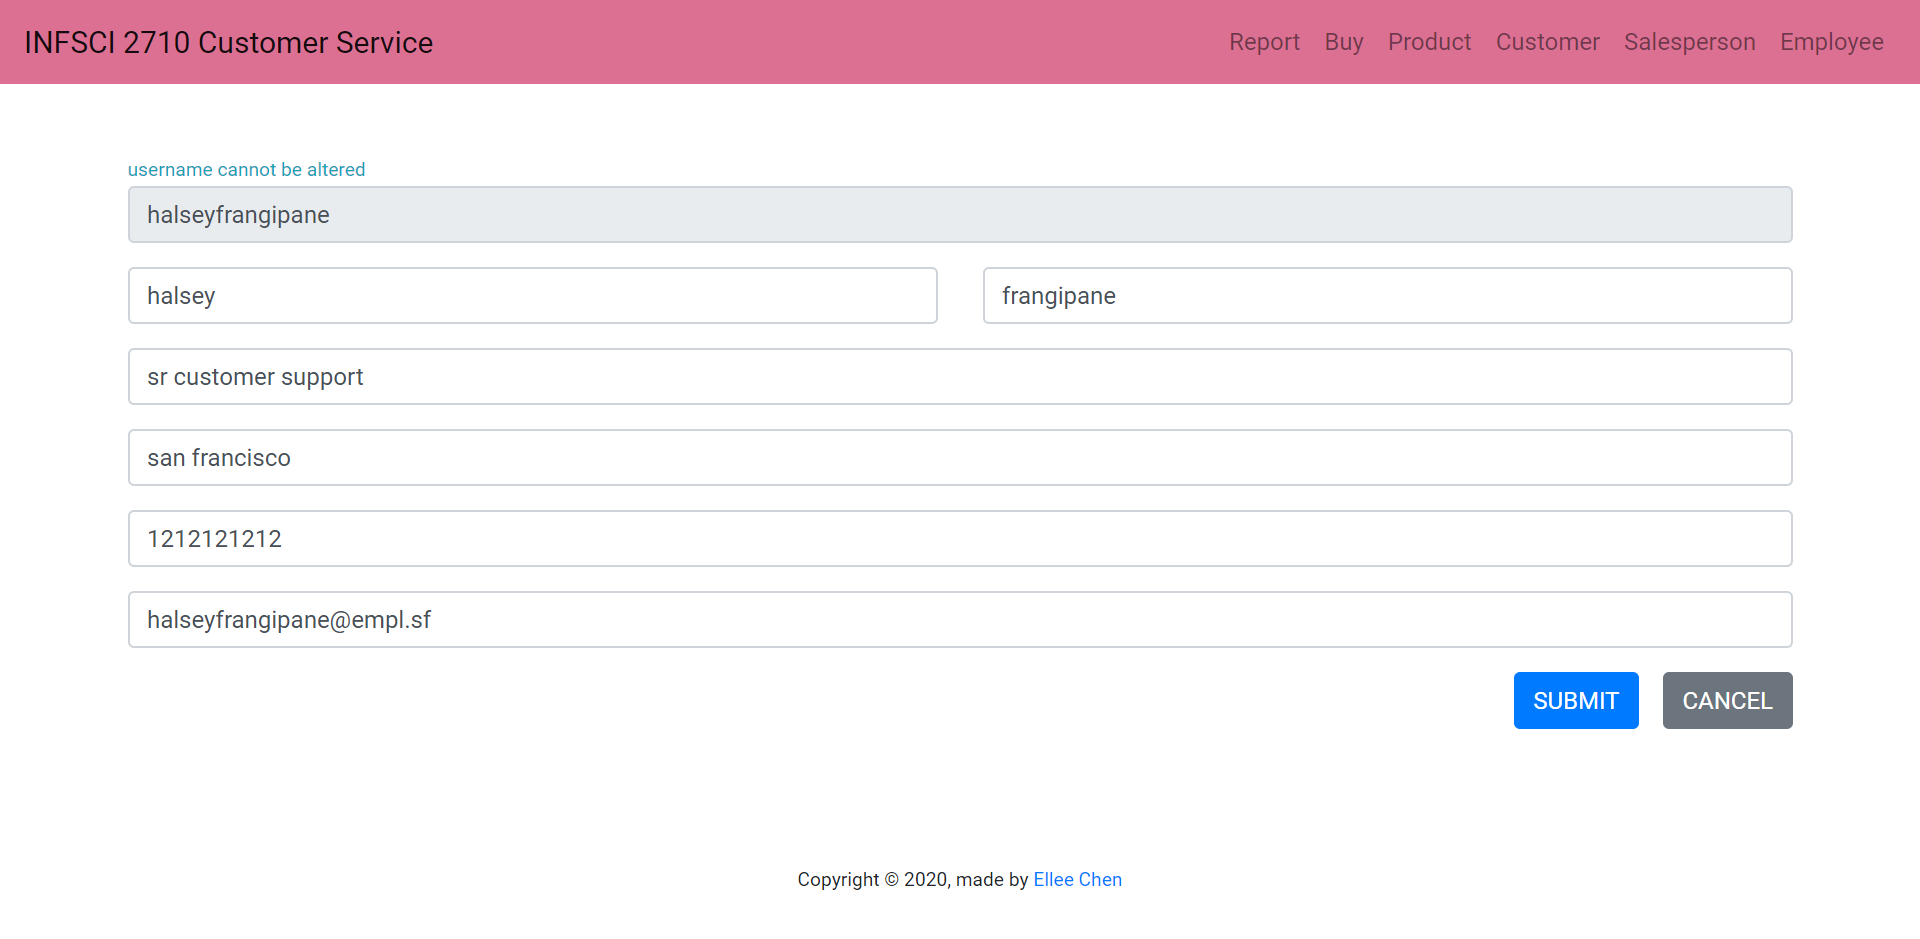 INFSCI 2710 Customer Service
Report Buy Product Customer Salesperson Employee
username cannot be altered
halseyfrangipane
halsey frangipane
sr customer support
san francisco
1212121212
halseyfrangipane@empl.sf
SUBMIT CANCEL
Copyright © 2020, made by Ellee Chen